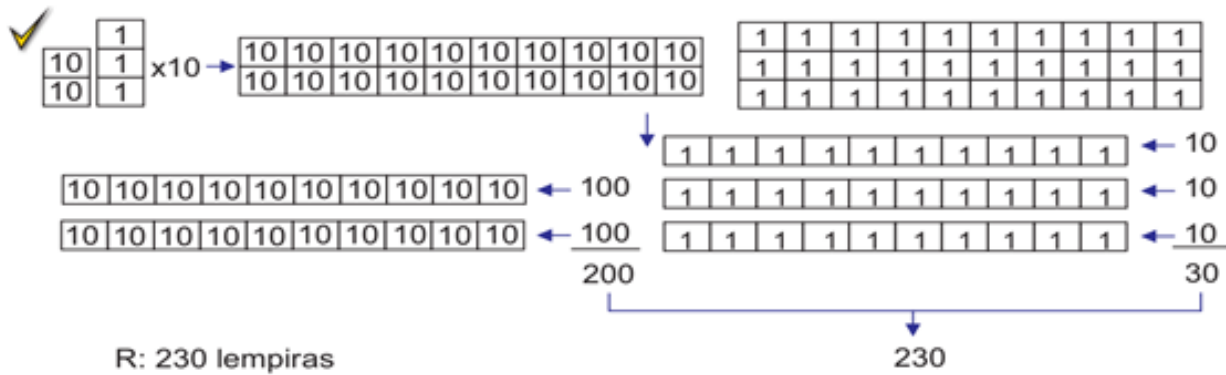 1
10 1 x10 10 10 10 10 10 10 10 10 10 10 1 1 1 1 1 1 1 1 1 1
10 1 10 10 10 10 10 10 10 10 10 10 1 1 1 1 1 1 1 1 1 1
1 1 1 1 1 1 1 1 1 1
1 1 1 1 1 1 1 1 1 1 10
10 10 10 10 10 10 10 10 10 10 100 1 1 1 1 1 1 1 1 1 1 10
10 10 10 10 10 10 10 10 10 10 100 1 1 1 1 1 1 1 1 1 1 10
200 30
R: 230 lempiras 230